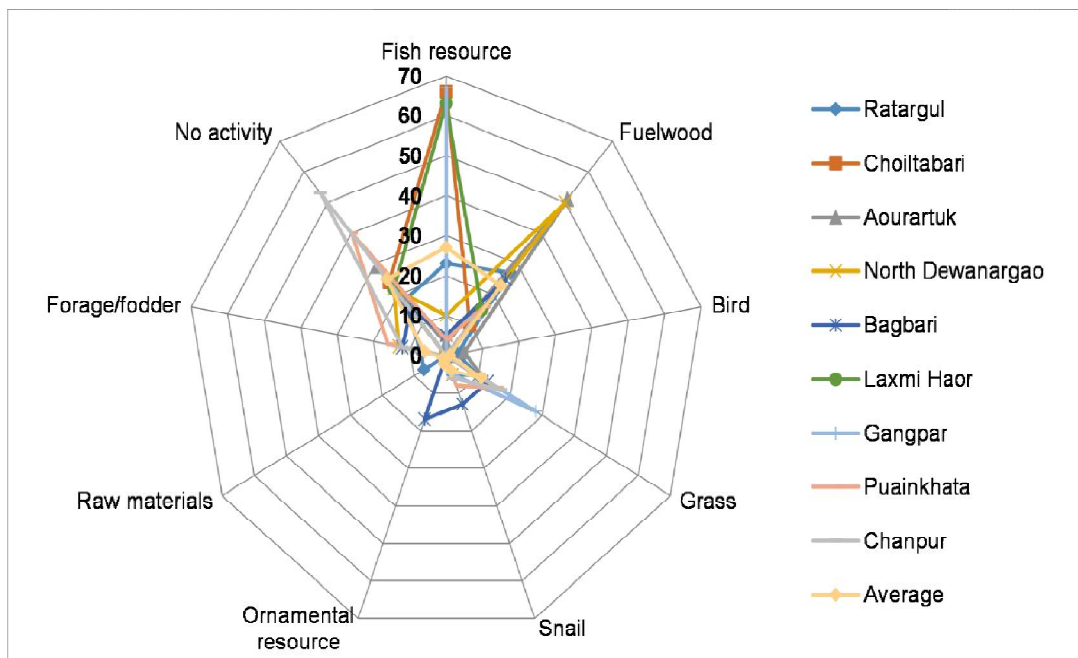 Fish resource
70
60
50
40
30
20
10
0
Fuelwood
Bird
Grass
Snail
Ornamental
resource
Raw materials
Forage/fodder
No activity
Ratargul
Choiltabari
Aourartuk
North Dewanargao
Bagbari
Laxmi Haor
Gangpar
Puainkhata
Chanpur
Average